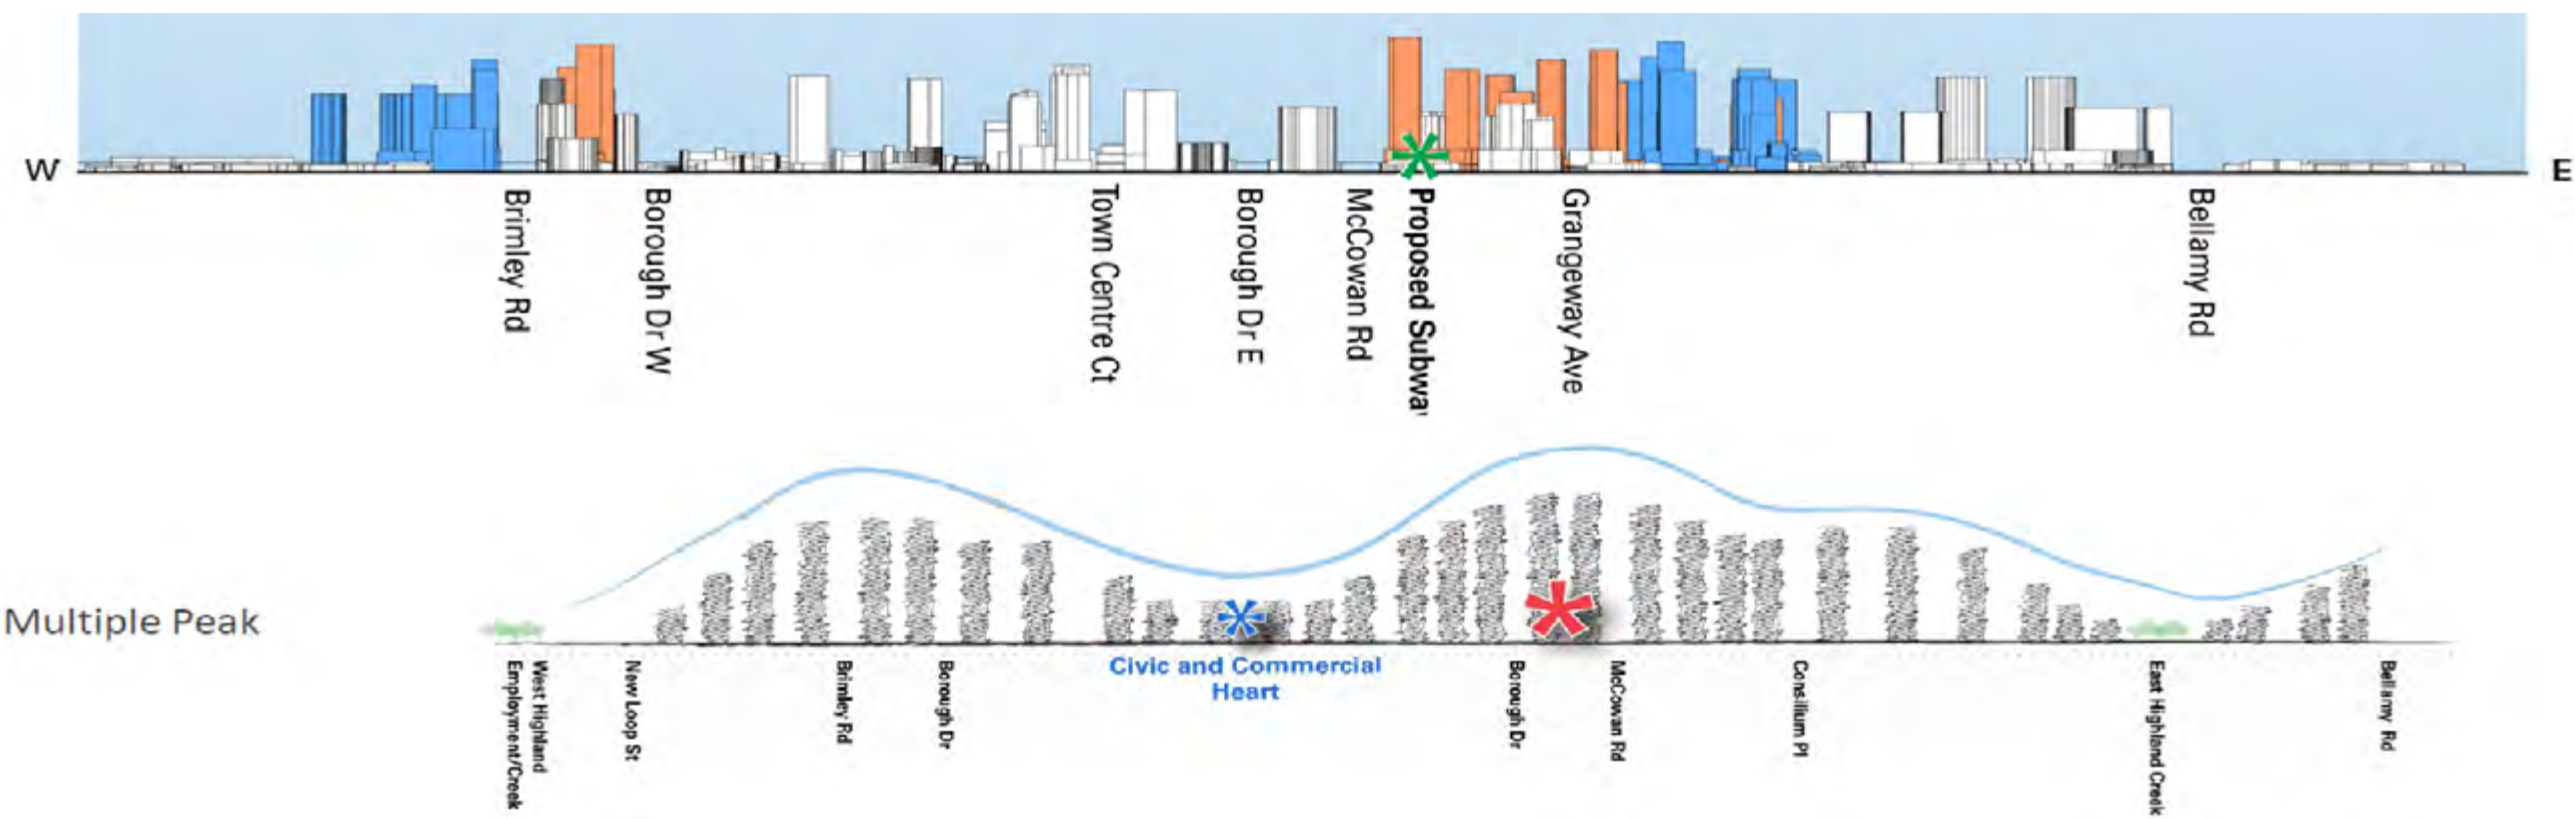 W
E
Brimley Rd
Borough Dr W
Town Centre Ct
Borough Dr E
McCowan Rd
Proposed Subway
Grangeway Ave
Bellamy Rd
Multiple Peak
West Highland
Employment/Creek
New Loop St
Brimley Rd
Borough Dr
Civic and Commercial
Heart
Borough Dr
McCowan Rd
Consilium Pl
East Highland Creek
Bellamy Rd